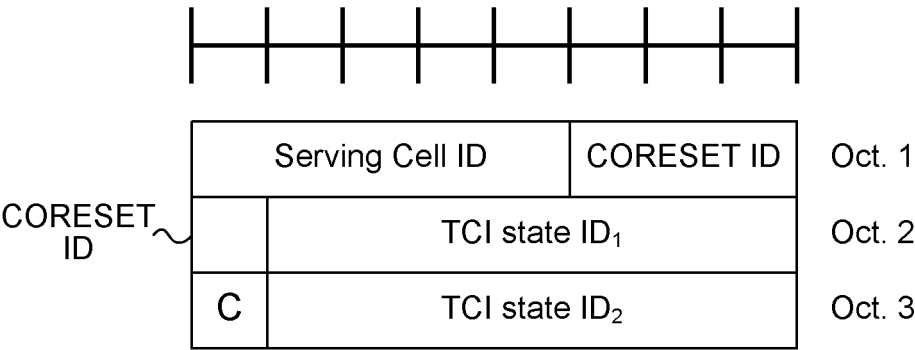 Serving Cell ID CORESET ID Oct. 1
CORESET
ID
TCI state ID₁ Oct. 2
C TCI state ID₂ Oct. 3